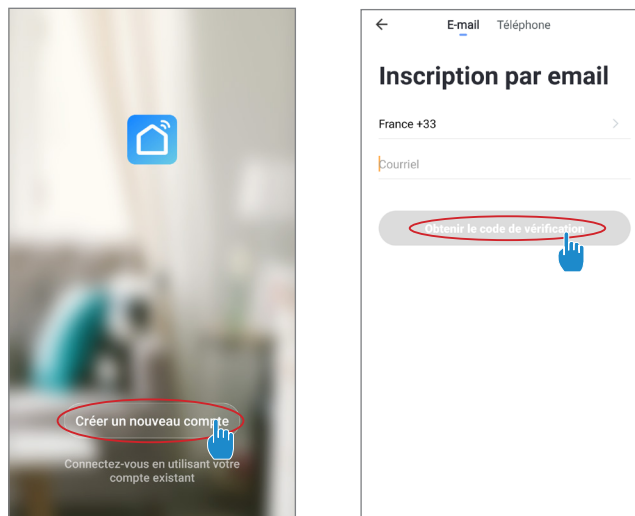 Créer un nouveau compte
Connectez-vous en utilisant votre
compte existant
E-mail Téléphone
Inscription par email
France +33
Courriel
Obtenir le code de vérification